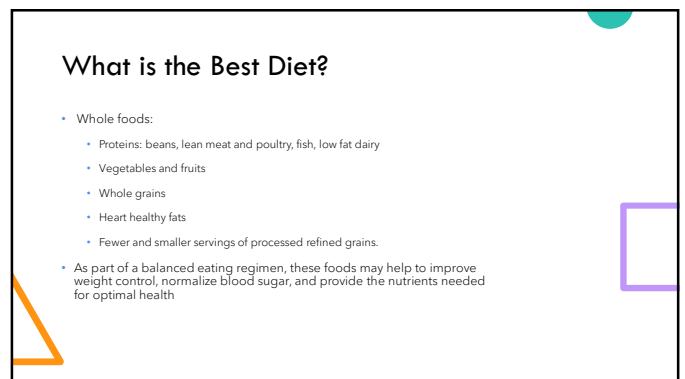 What is the Best Diet?
• Whole foods:
• Proteins: beans, lean meat and poultry, fish, low fat dairy
• Vegetables and fruits
• Whole grains
• Heart healthy fats
• Fewer and smaller servings of processed refined grains.
• As part of a balanced eating regimen, these foods may help to improve
weight control, normalize blood sugar, and provide the nutrients needed
for optimal health